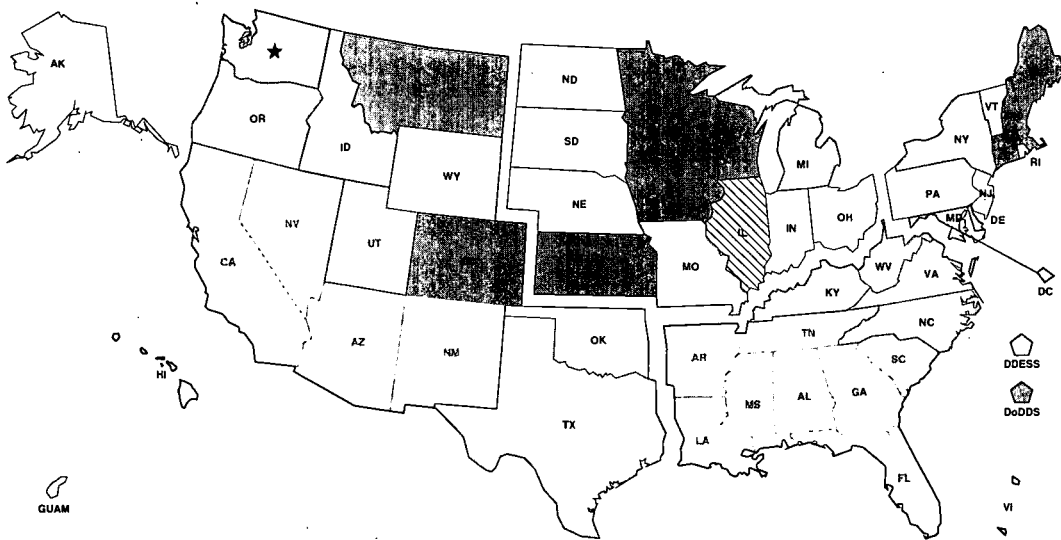 AK
OR
ID
WY
NV
UT
CA
AZ
NM
HI
GUAM
ND
SD
NE
MO
OK
TX
IL
MI
IN
OH
KY
WV
VA
TN
NC
SC
AR
LA
MS
AL
GA
FL
NY
VT
RI
PA
NJ
MD
DE
DC
DDESS
DoDDS
VI